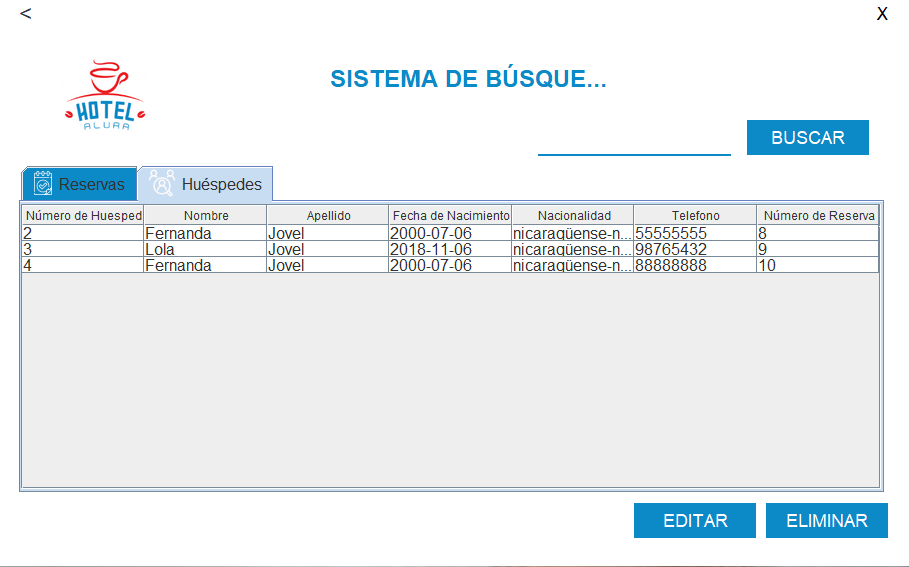 < X
SISTEMA DE BÚSQUE...
HOTEL
ALURA
BUSCAR
Reservas Huéspedes
Número de Huesped Nombre Apellido Fecha de Nacimiento Nacionalidad Telefono Número de Reserva
2 Fernanda Jovel 2000-07-06 nicaragüense-n... 55555555 8
3 Lola Jovel 2018-11-06 nicaragüense-n... 98765432 9
4 Fernanda Jovel 2000-07-06 nicaragüense-n... 88888888 10
EDITAR ELIMINAR